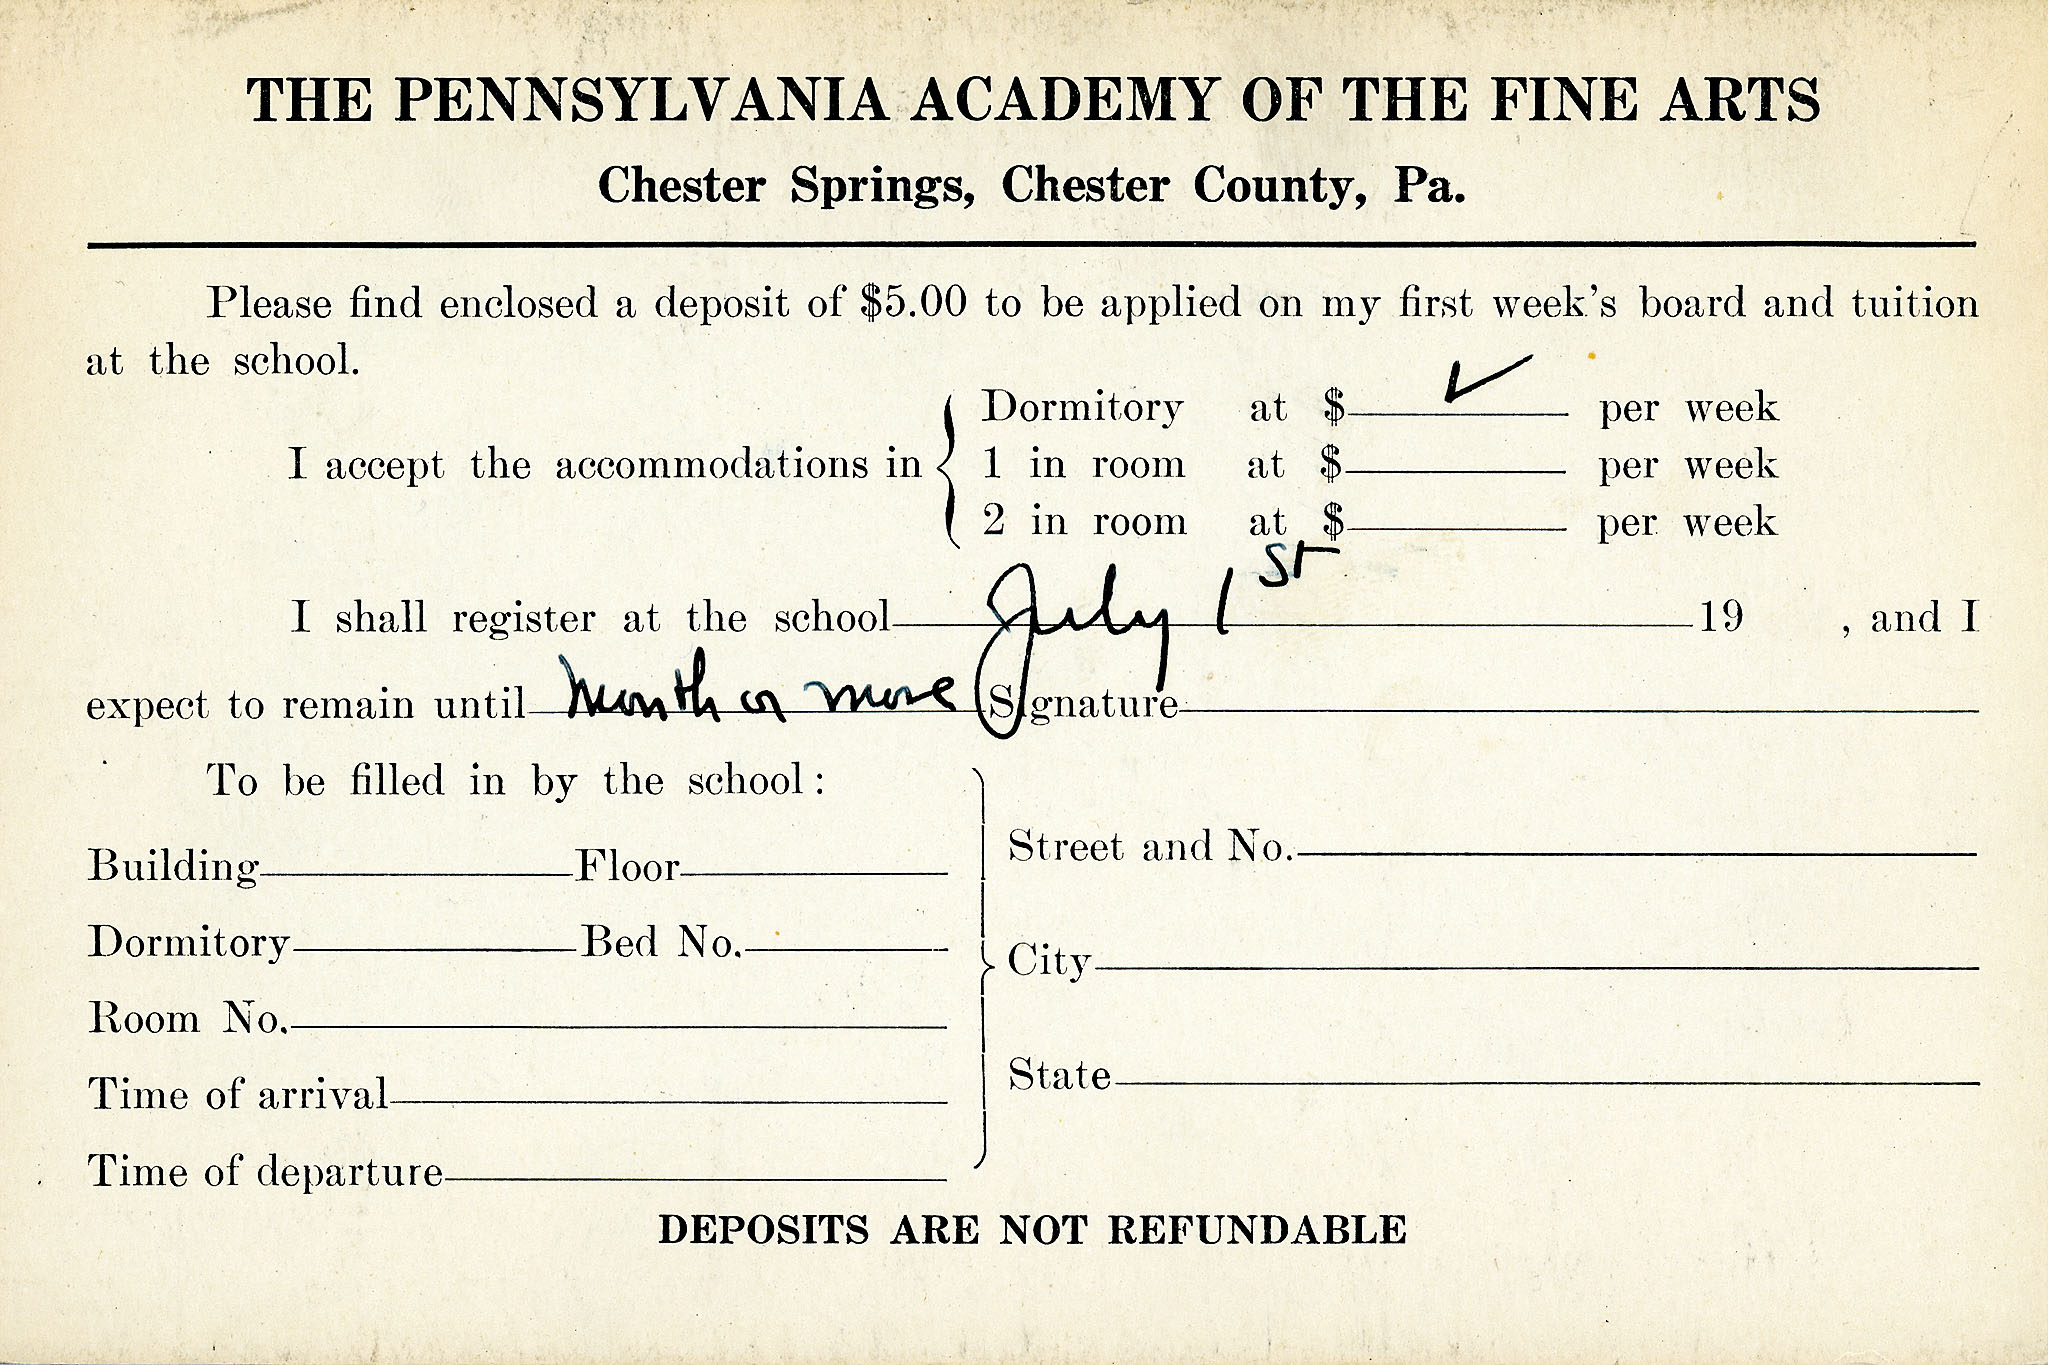 THE PENNSYLVANIA ACADEMY OF THE FINE ARTS
Chester Springs, Chester County, Pa.
Please find enclosed a deposit of $5.00 to be applied on my first week's board and tuition
at the school.
Dormitory at $ ✓ per week
I accept the accommodations in { 1 in room at $ per week
2 in room at $ per week
I shall register at the school July 1st 19 , and I
expect to remain until month or more Signature
To be filled in by the school:
Street and No.
Building Floor
Dormitory Bed No.
City
Room No.
State
Time of arrival
Time of departure
DEPOSITS ARE NOT REFUNDABLE